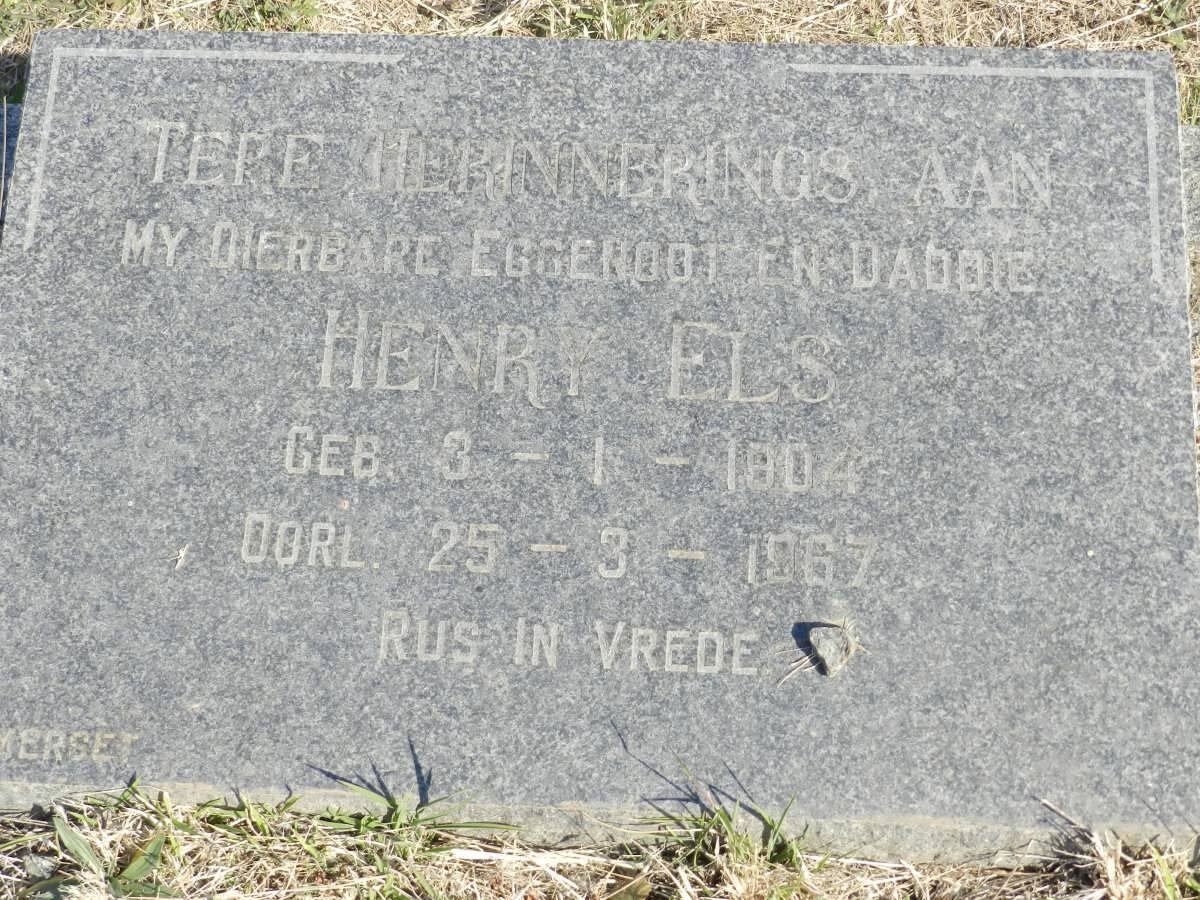 TERE HERINNERINGS AAN
MY DIERBARE EGGENOOT EN DADDIE
HENRY ELS
GEB. 3 - 1 - 1904
OORL. 25 - 3 - 1967
RUS IN VREDE